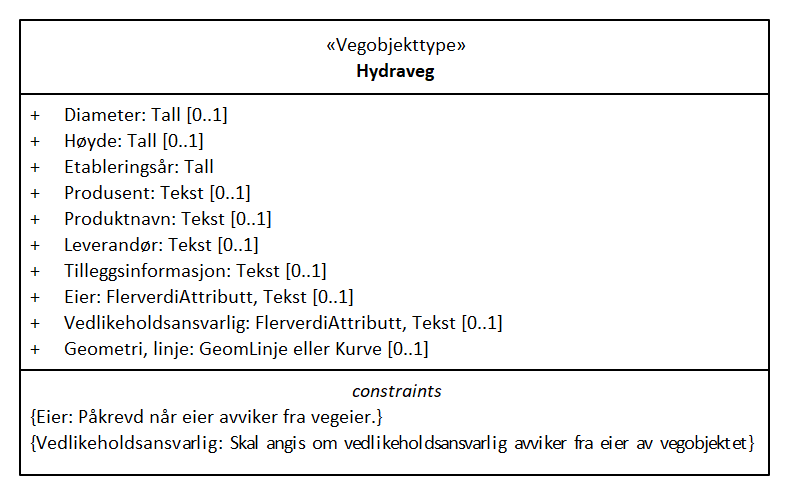 «Vegobjekttype»
Hydraveg
+ Diameter: Tall [0..1]
+ Høyde: Tall [0..1]
+ Etableringsår: Tall
+ Produsent: Tekst [0..1]
+ Produktnavn: Tekst [0..1]
+ Leverandør: Tekst [0..1]
+ Tilleggsinformasjon: Tekst [0..1]
+ Eier: FlerverdiAttributt, Tekst [0..1]
+ Vedlikeholdsansvarlig: FlerverdiAttributt, Tekst [0..1]
+ Geometri, linje: GeomLinje eller Kurve [0..1]
constraints
{Eier: Påkrevd når eier avviker fra vegeier.}
{Vedlikeholdsansvarlig: Skal angis om vedlikeholdsansvarlig avviker fra eier av vegobjektet}